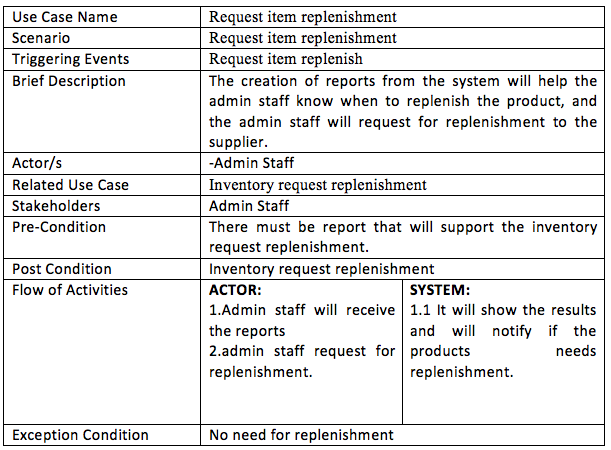 Use Case Name Request item replenishment
Scenario Request item replenishment
Triggering Events Request item replenish
Brief Description The creation of reports from the system will help the
admin staff know when to replenish the product, and
the admin staff will request for replenishment to the
supplier.
Actor/s -Admin Staff
Related Use Case Inventory request replenishment
Stakeholders Admin Staff
Pre-Condition There must be report that will support the inventory
request replenishment.
Post Condition Inventory request replenishment
Flow of Activities
ACTOR:
1.Admin staff will receive
the reports
2.admin staff request for
replenishment.
SYSTEM:
1.1 It will show the results
and will notify if the
products needs
replenishment.
Exception Condition No need for replenishment